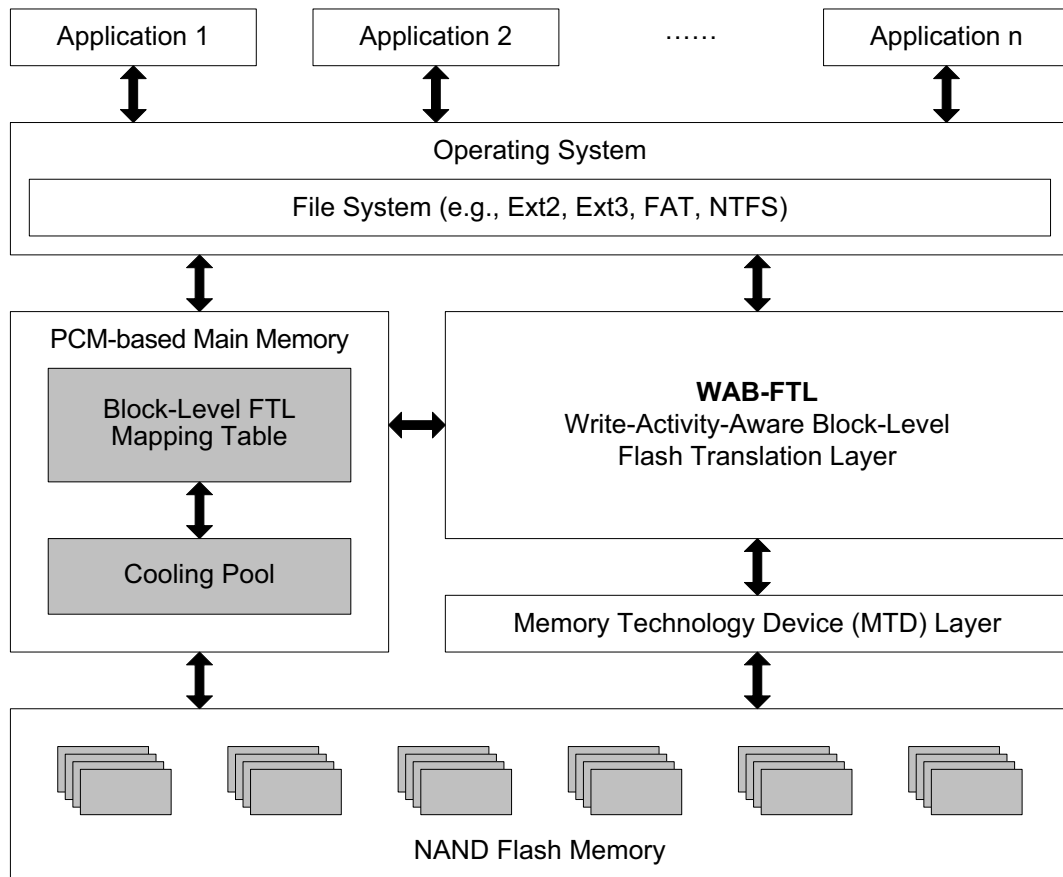 Application 1
Application 2
......
Application n
Operating System
File System (e.g., Ext2, Ext3, FAT, NTFS)
PCM-based Main Memory
Block-Level FTL
Mapping Table
Cooling Pool
WAB-FTL
Write-Activity-Aware Block-Level
Flash Translation Layer
Memory Technology Device (MTD) Layer
NAND Flash Memory